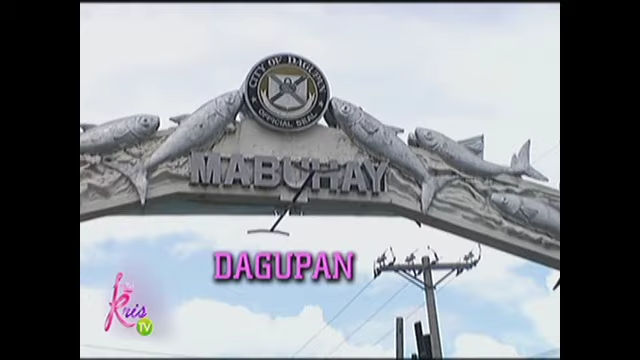 CITY OF DAGUPAN
OFFICIAL SEAL
MABUHAY
DAGUPAN
Kris
TV